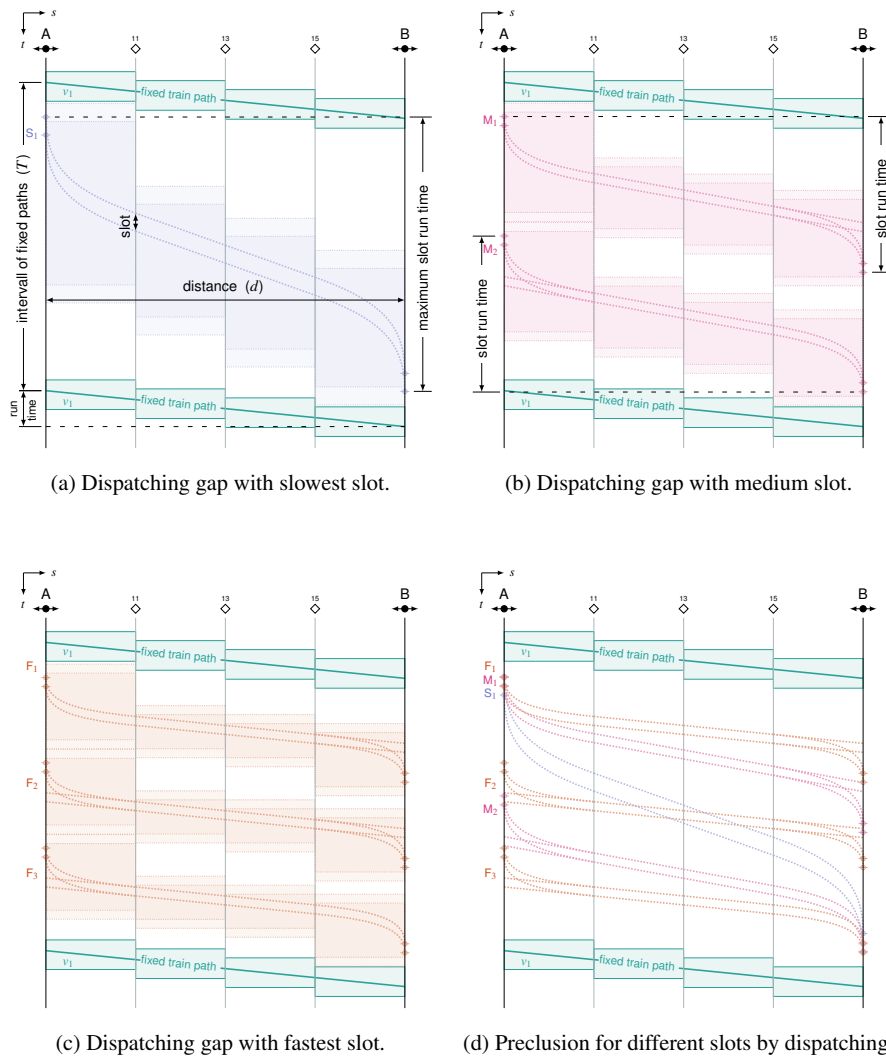 s
t
A
11
13
15
B
v1
fixed train path
S1
slot
distance (d)
intervall of fixed paths (T)
maximum slot run time
v1
fixed train path
run
time
(a) Dispatching gap with slowest slot.
s
t
A
11
13
15
B
v1
fixed train path
M1
M2
slot run time
slot run time
v1
fixed train path
(b) Dispatching gap with medium slot.
s
t
A
11
13
15
B
v1
fixed train path
F1
F2
F3
v1
fixed train path
(c) Dispatching gap with fastest slot.
s
t
A
11
13
15
B
v1
fixed train path
F1
M1
S1
F2
M2
F3
v1
fixed train path
(d) Preclusion for different slots by dispatching